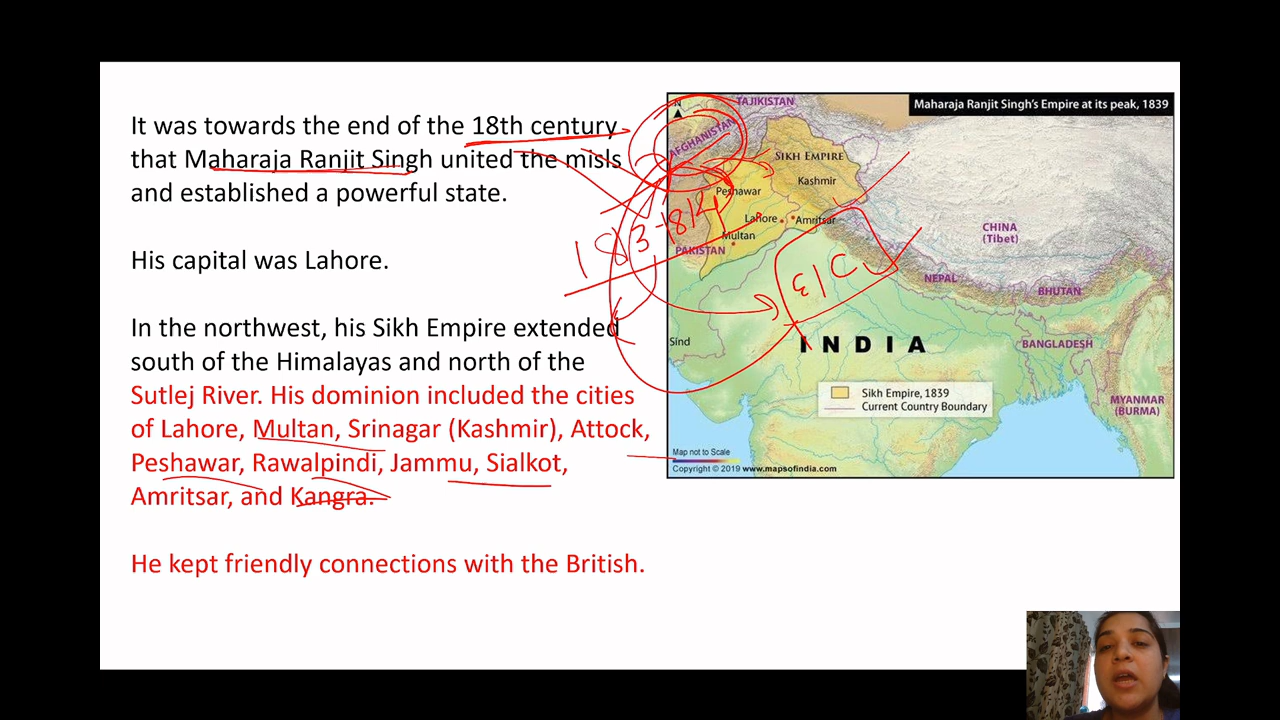 It was towards the end of the 18th century
that Maharaja Ranjit Singh united the misls
and established a powerful state.
His capital was Lahore.
In the northwest, his Sikh Empire extended
south of the Himalayas and north of the
Sutlej River. His dominion included the cities
of Lahore, Multan, Srinagar (Kashmir), Attock,
Peshawar, Rawalpindi, Jammu, Sialkot,
Amritsar, and Kangra.
He kept friendly connections with the British.
Maharaja Ranjit Singh's Empire at its peak, 1839
N
TAJIKISTAN
AFGHANISTAN
SIKH EMPIRE
Kashmir
Peshawar
Lahore
Amritsar
Multan
PAKISTAN
CHINA
(Tibet)
NEPAL
BHUTAN
EIC
Sind
INDIA
BANGLADESH
MYANMAR
(BURMA)
Sikh Empire, 1839
Current Country Boundary
Map not to Scale
Copyright © 2019 www.mapsofindia.com